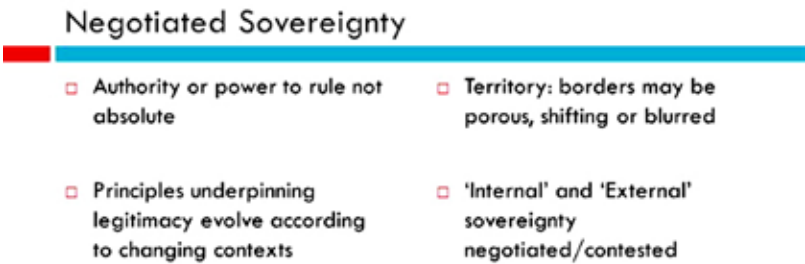 Negotiated Sovereignty
Authority or power to rule not
absolute
Principles underpinning
legitimacy evolve according
to changing contexts
Territory: borders may be
porous, shifting or blurred
'Internal' and 'External'
sovereignty
negotiated/contested